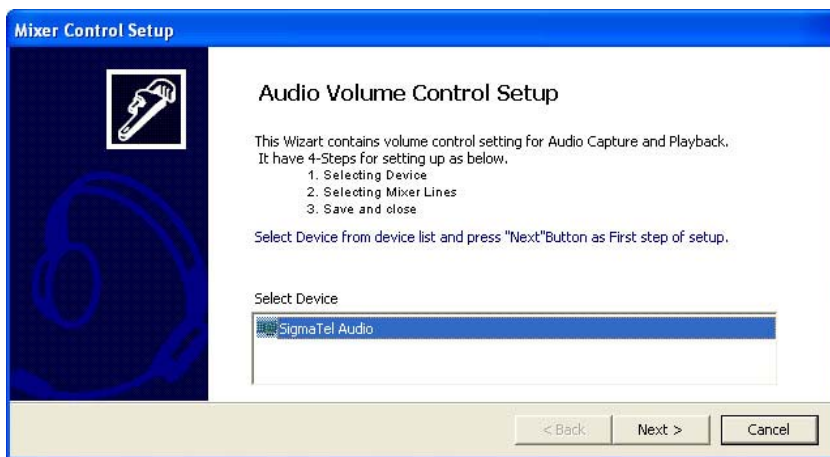 Mixer Control Setup
Audio Volume Control Setup
This Wizart contains volume control setting for Audio Capture and Playback.
It have 4-Steps for setting up as below.
1. Selecting Device
2. Selecting Mixer Lines
3. Save and close
Select Device from device list and press "Next"Button as First step of setup.
Select Device
SigmaTel Audio
< Back
Next >
Cancel